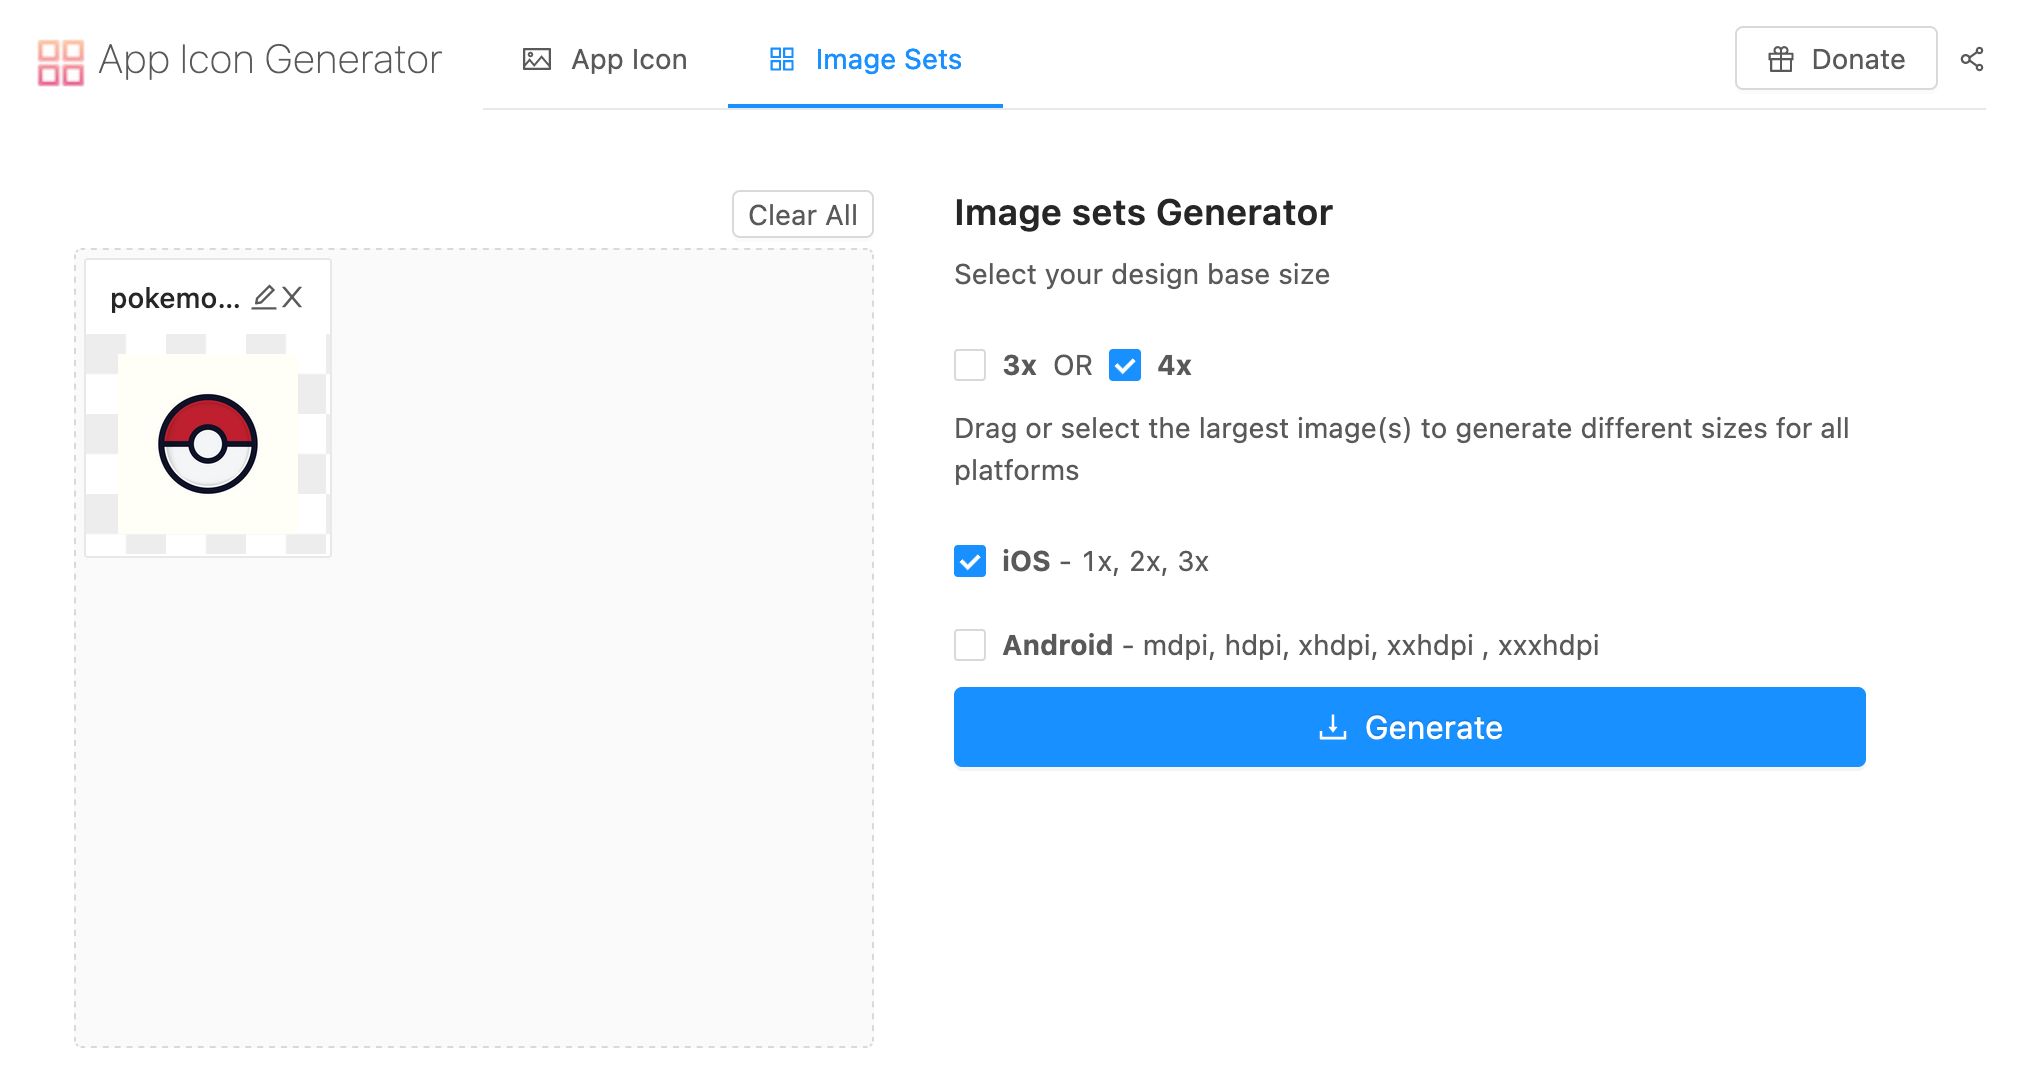 App Icon Generator
App Icon
Image Sets
Donate
Clear All
pokemo...
Image sets Generator
Select your design base size
3x OR 4x
Drag or select the largest image(s) to generate different sizes for all
platforms
iOS - 1x, 2x, 3x
Android - mdpi, hdpi, xhdpi, xxhdpi , xxxhdpi
Generate